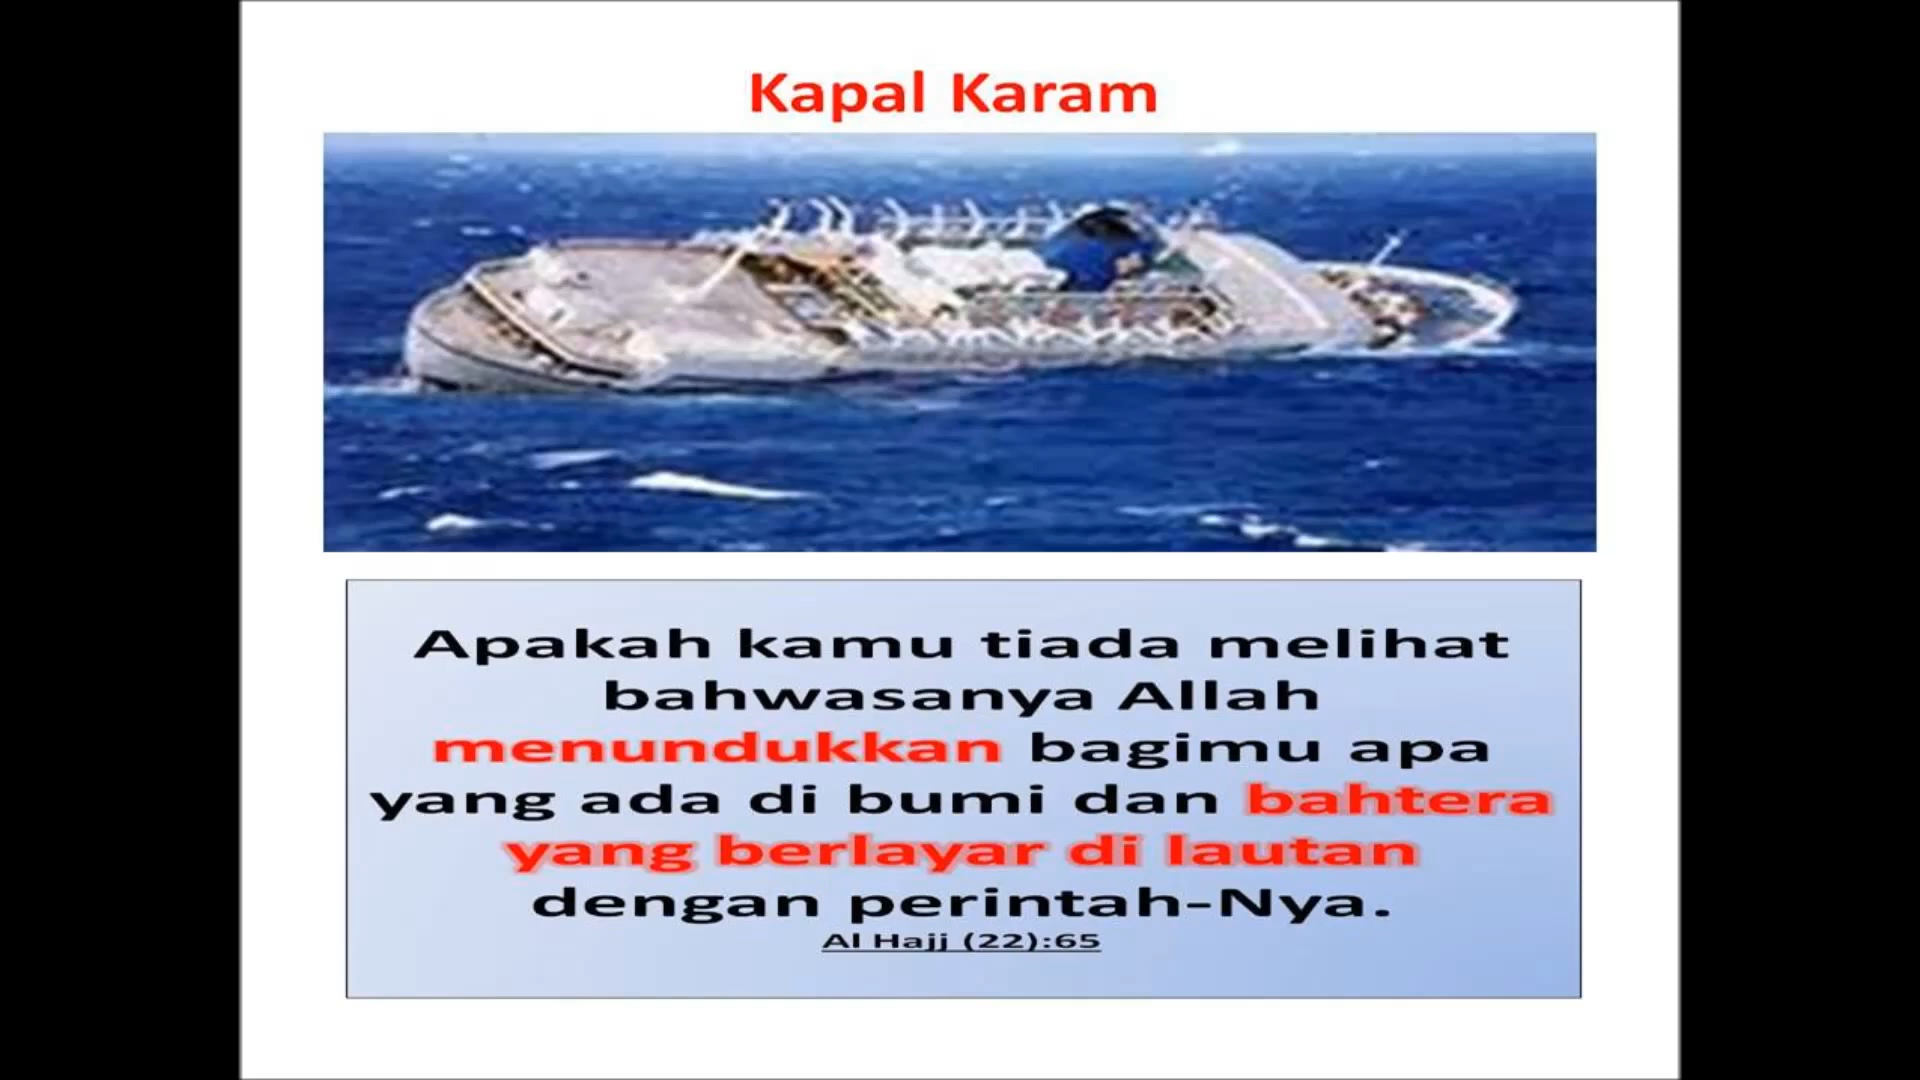 Kapal Karam
Apakah kamu tiada melihat
bahwasanya Allah
menundukkan bagimu apa
yang ada di bumi dan bahtera
yang berlayar di lautan
dengan perintah-Nya.
Al Hajj (22):65